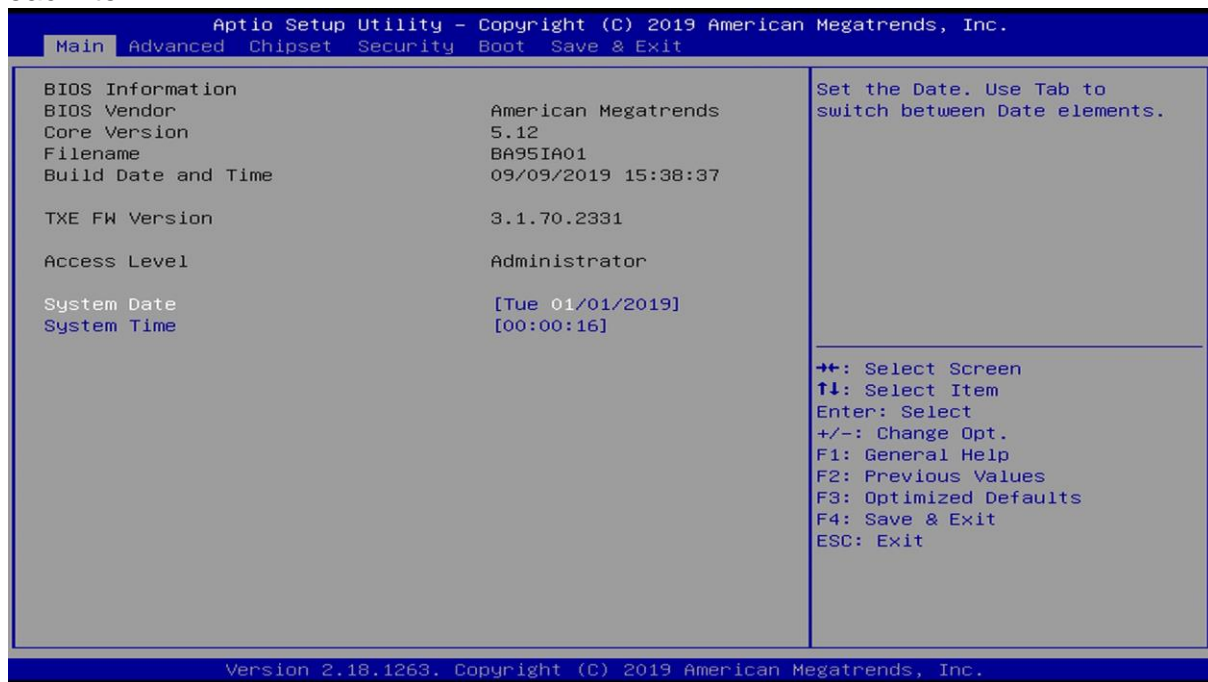 Aptio Setup Utility – Copyright (C) 2019 American Megatrends, Inc.
Main Advanced Chipset Security Boot Save & Exit
BIOS Information
BIOS Vendor American Megatrends
Core Version 5.12
Filename BA95IA01
Build Date and Time 09/09/2019 15:38:37
TXE FW Version 3.1.70.2331
Access Level Administrator
System Date [Tue 01/01/2019]
System Time [00:00:16]
Set the Date. Use Tab to
switch between Date elements.
→←: Select Screen
↑↓: Select Item
Enter: Select
+/-: Change Opt.
F1: General Help
F2: Previous Values
F3: Optimized Defaults
F4: Save & Exit
ESC: Exit
Version 2.18.1263. Copyright (C) 2019 American Megatrends, Inc.